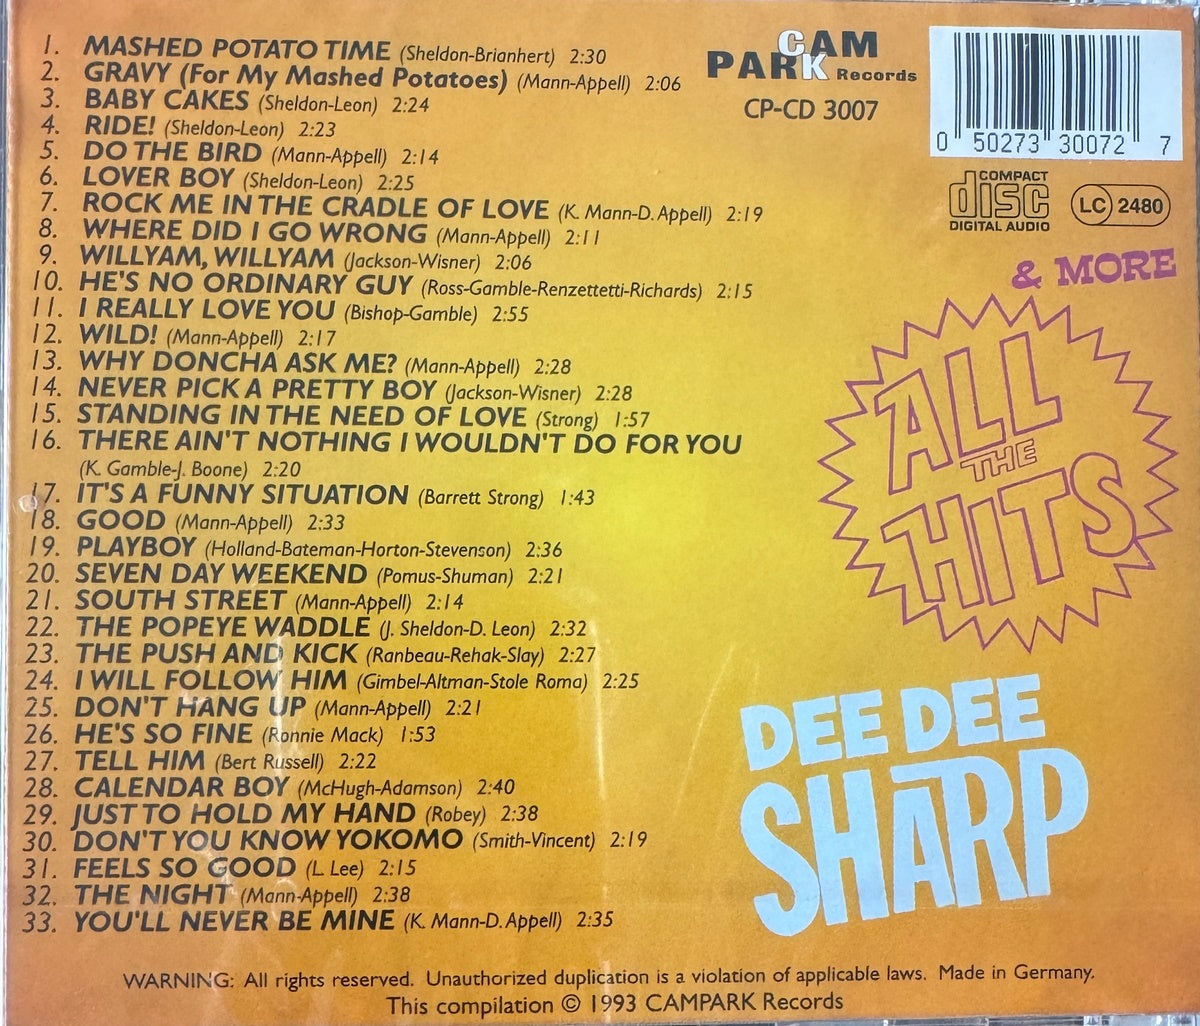 1. MASHED POTATO TIME (Sheldon-Brianhert) 2:30
2. GRAVY (For My Mashed Potatoes) (Mann-Appell) 2:06
3. BABY CAKES (Sheldon-Leon) 2:24
4. RIDE! (Sheldon-Leon) 2:23
5. DO THE BIRD (Mann-Appell) 2:14
6. LOVER BOY (Sheldon-Leon) 2:25
7. ROCK ME IN THE CRADLE OF LOVE (K. Mann-D. Appell) 2:19
8. WHERE DID I GO WRONG (Mann-Appell) 2:11
9. WILLYAM, WILLYAM (Jackson-Wisner) 2:06
10. HE'S NO ORDINARY GUY (Ross-Gamble-Renzettetti-Richards) 2:15
11. I REALLY LOVE YOU (Bishop-Gamble) 2:55
12. WILD! (Mann-Appell) 2:17
13. WHY DONCHA ASK ME? (Mann-Appell) 2:28
14. NEVER PICK A PRETTY BOY (Jackson-Wisner) 2:28
15. STANDING IN THE NEED OF LOVE (Strong) 1:57
16. THERE AIN'T NOTHING I WOULDN'T DO FOR YOU
(K. Gamble-J. Boone) 2:20
17. IT'S A FUNNY SITUATION (Barrett Strong) 1:43
18. GOOD (Mann-Appell) 2:33
19. PLAYBOY (Holland-Bateman-Horton-Stevenson) 2:36
20. SEVEN DAY WEEKEND (Pomus-Shuman) 2:21
21. SOUTH STREET (Mann-Appell) 2:14
22. THE POPEYE WADDLE (J. Sheldon-D. Leon) 2:32
23. THE PUSH AND KICK (Ranbeau-Rehak-Slay) 2:27
24. I WILL FOLLOW HIM (Gimbel-Altman-Stole Roma) 2:25
25. DON'T HANG UP (Mann-Appell) 2:21
26. HE'S SO FINE (Ronnie Mack) 1:53
27. TELL HIM (Bert Russell) 2:22
28. CALENDAR BOY (McHugh-Adamson) 2:40
29. JUST TO HOLD MY HAND (Robey) 2:38
30. DON'T YOU KNOW YOKOMO (Smith-Vincent) 2:19
31. FEELS SO GOOD (L. Lee) 2:15
32. THE NIGHT (Mann-Appell) 2:38
33. YOU'LL NEVER BE MINE (K. Mann-D. Appell) 2:35
CAM
PARK Records
CP-CD 3007
0 50273 30072 7
COMPACT
disc
DIGITAL AUDIO
LC 2480
& MORE
ALL
THE
HITS
DEE DEE
SHARP
WARNING: All rights reserved. Unauthorized duplication is a violation of applicable laws. Made in Germany.
This compilation © 1993 CAMPARK Records